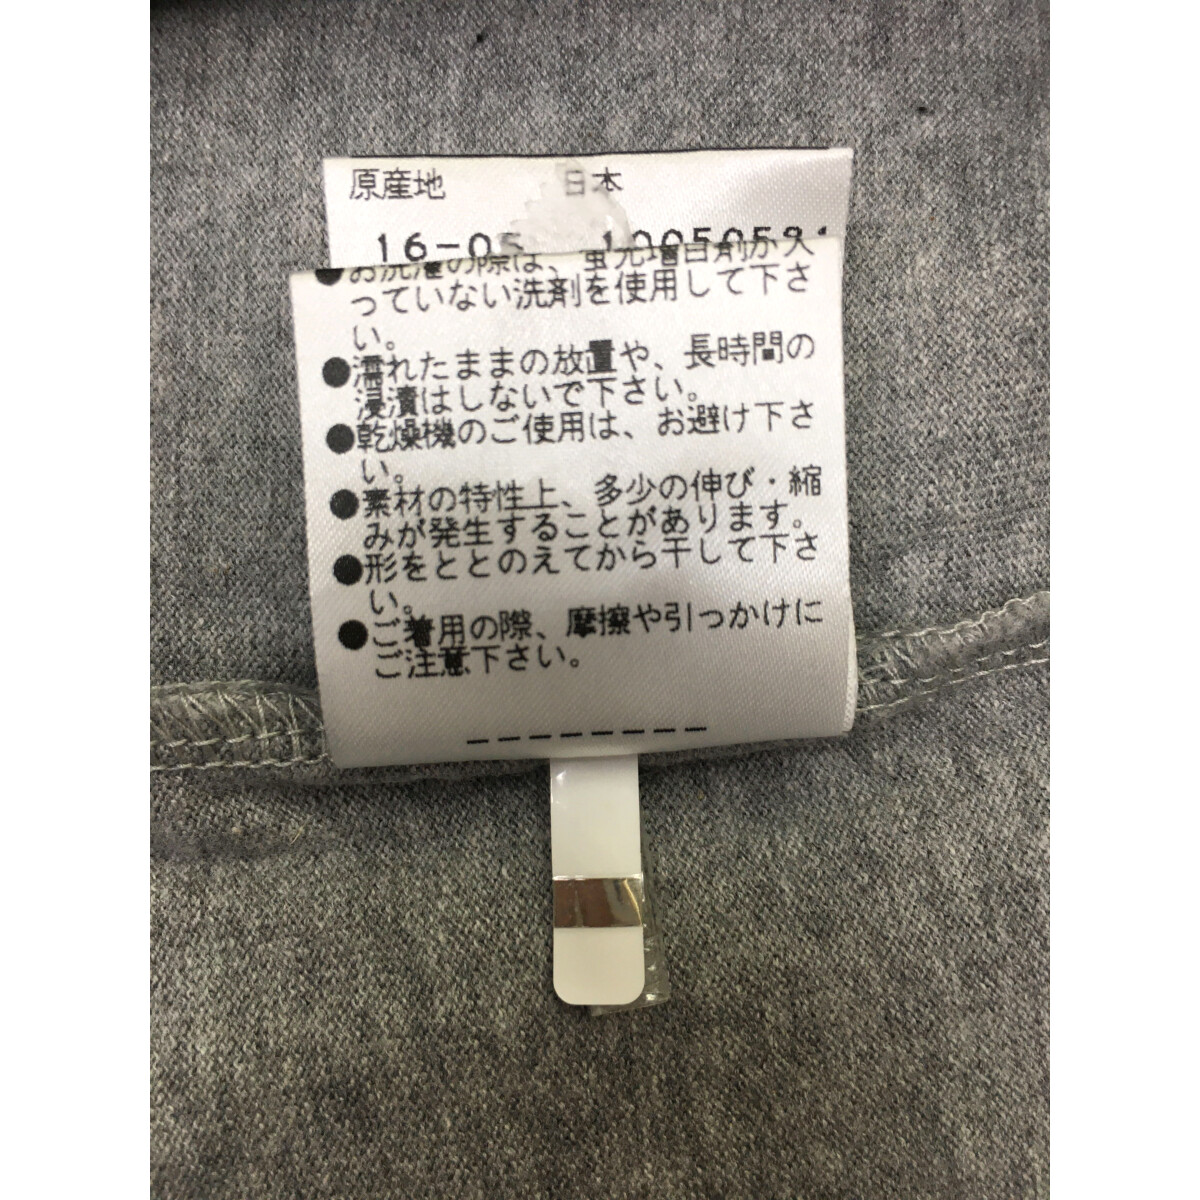 原産地 日本
16-05 10050581
●お洗濯の際は、蛍光増白剤が入
っていない洗剤を使用して下さ
い。
●濡れたままの放置や、長時間の
浸漬はしないで下さい。
●乾燥機のご使用は、お避け下さ
い。
●素材の特性上、多少の伸び・縮
みが発生することがあります。
●形をととのえてから干して下さ
い。
●ご着用の際、摩擦や引っかけに
ご注意下さい。
--------